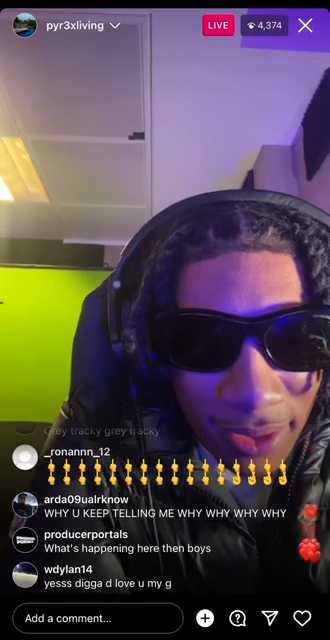 pyr3xliving
LIVE
4,374
Grey tracky grey tracky
_ronannn_12
arda09ualrknow
WHY U KEEP TELLING ME WHY WHY WHY WHY
producerportals
What's happening here then boys
wdylan14
yesss digga d love u my g
Add a comment...